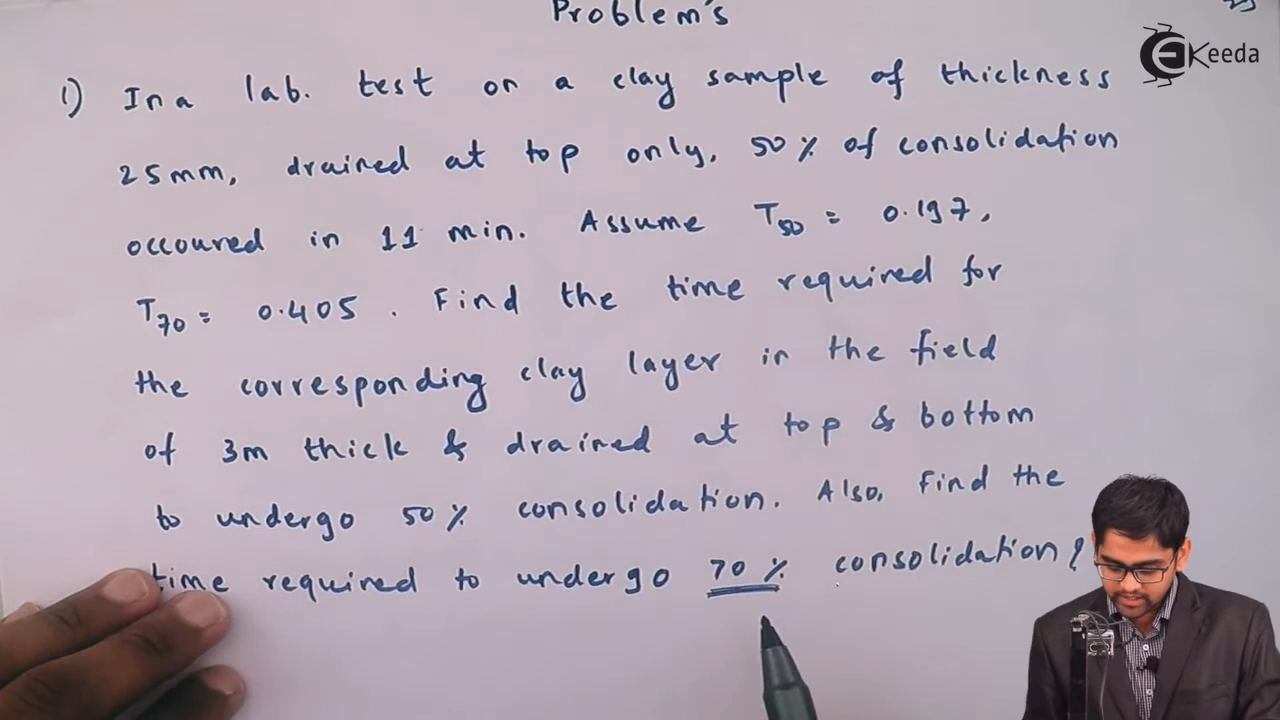 Problem's
EKeeda
1) In a lab. test on a clay sample of thickness
25mm, drained at top only, 50% of consolidation
occoured in 11 min. Assume T50 = 0.197,
T70 = 0.405. Find the time required for
the corresponding clay layer in the field
of 3m thick & drained at top & bottom
to undergo 50% consolidation. Also, find the
time required to undergo 70% consolidation